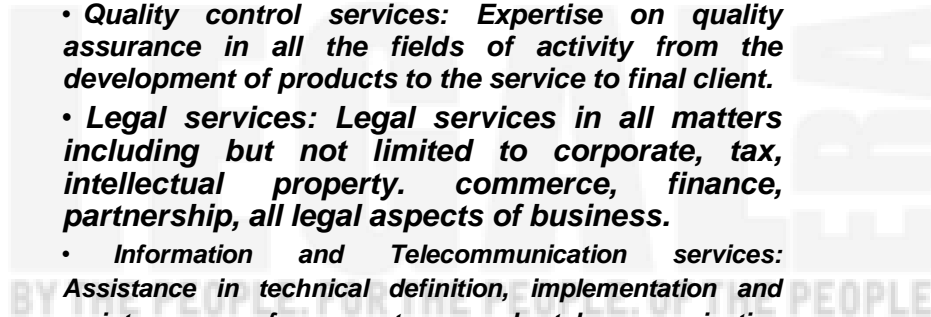 • Quality control services: Expertise on quality
assurance in all the fields of activity from the
development of products to the service to final client.
• Legal services: Legal services in all matters
including but not limited to corporate, tax,
intellectual property. commerce, finance,
partnership, all legal aspects of business.
• Information and Telecommunication services:
Assistance in technical definition, implementation and
LEGAL ERA
BY THE PEOPLE. FOR THE PEOPLE. OF THE PEOPLE